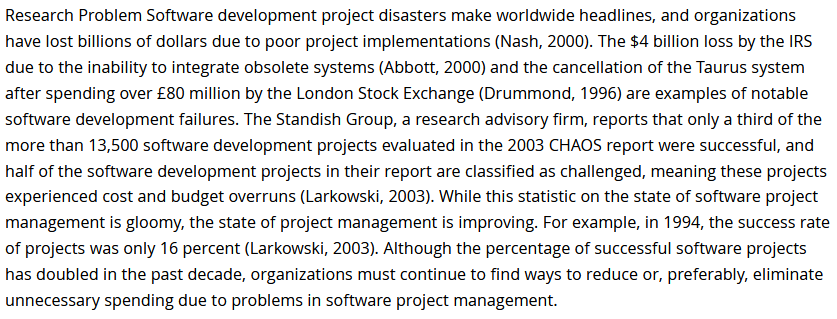 Research Problem Software development project disasters make worldwide headlines, and organizations
have lost billions of dollars due to poor project implementations (Nash, 2000). The $4 billion loss by the IRS
due to the inability to integrate obsolete systems (Abbott, 2000) and the cancellation of the Taurus system
after spending over £80 million by the London Stock Exchange (Drummond, 1996) are examples of notable
software development failures. The Standish Group, a research advisory firm, reports that only a third of the
more than 13,500 software development projects evaluated in the 2003 CHAOS report were successful, and
half of the software development projects in their report are classified as challenged, meaning these projects
experienced cost and budget overruns (Larkowski, 2003). While this statistic on the state of software project
management is gloomy, the state of project management is improving. For example, in 1994, the success rate
of projects was only 16 percent (Larkowski, 2003). Although the percentage of successful software projects
has doubled in the past decade, organizations must continue to find ways to reduce or, preferably, eliminate
unnecessary spending due to problems in software project management.